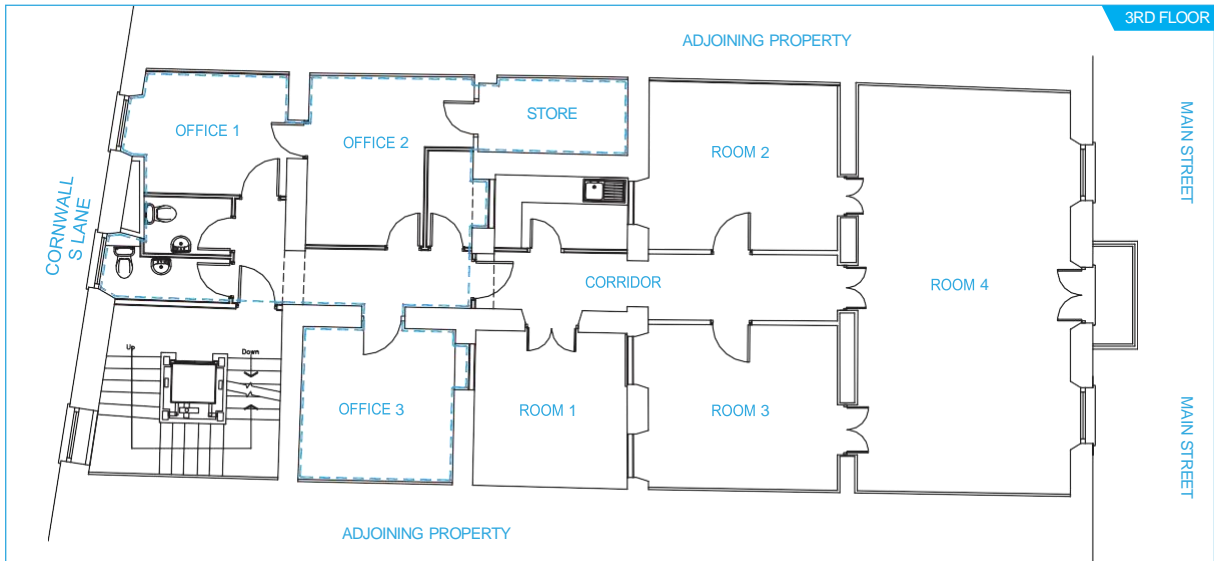 3RD FLOOR
ADJOINING PROPERTY
OFFICE 1
OFFICE 2
STORE
ROOM 2
MAIN STREET
CORNWALL
S LANE
CORRIDOR
ROOM 4
Up
Down
OFFICE 3
ROOM 1
ROOM 3
MAIN STREET
ADJOINING PROPERTY